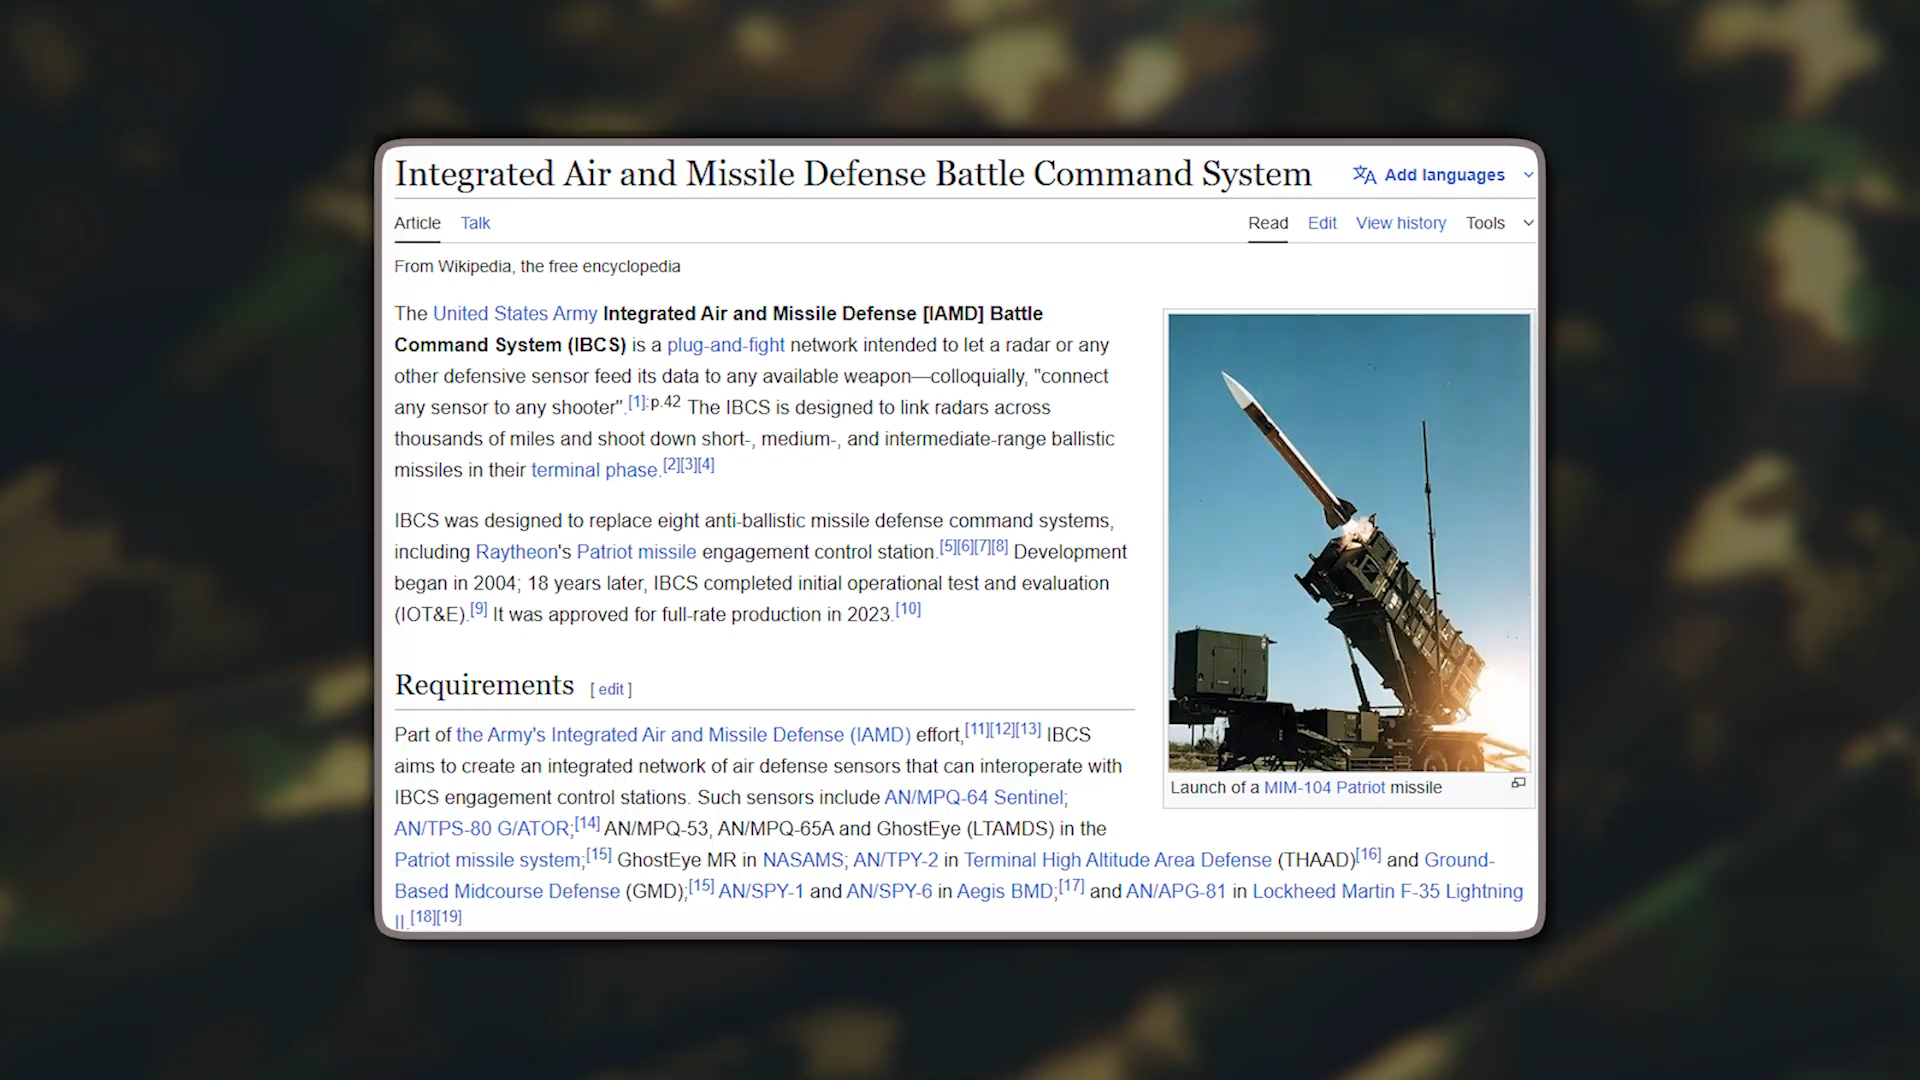 Integrated Air and Missile Defense Battle Command System
Add languages
Article Talk
Read Edit View history Tools
From Wikipedia, the free encyclopedia
The United States Army Integrated Air and Missile Defense [IAMD] Battle
Command System (IBCS) is a plug-and-fight network intended to let a radar or any
other defensive sensor feed its data to any available weapon—colloquially, "connect
any sensor to any shooter".[1]:p.42 The IBCS is designed to link radars across
thousands of miles and shoot down short-, medium-, and intermediate-range ballistic
missiles in their terminal phase.[2][3][4]
IBCS was designed to replace eight anti-ballistic missile defense command systems,
including Raytheon's Patriot missile engagement control station.[5][6][7][8] Development
began in 2004; 18 years later, IBCS completed initial operational test and evaluation
(IOT&E).[9] It was approved for full-rate production in 2023.[10]
Launch of a MIM-104 Patriot missile
Requirements [ edit ]
Part of the Army's Integrated Air and Missile Defense (IAMD) effort,[11][12][13] IBCS
aims to create an integrated network of air defense sensors that can interoperate with
IBCS engagement control stations. Such sensors include AN/MPQ-64 Sentinel;
AN/TPS-80 G/ATOR;[14] AN/MPQ-53, AN/MPQ-65A and GhostEye (LTAMDS) in the
Patriot missile system;[15] GhostEye MR in NASAMS; AN/TPY-2 in Terminal High Altitude Area Defense (THAAD)[16] and Ground-
Based Midcourse Defense (GMD);[15] AN/SPY-1 and AN/SPY-6 in Aegis BMD;[17] and AN/APG-81 in Lockheed Martin F-35 Lightning
II.[18][19]